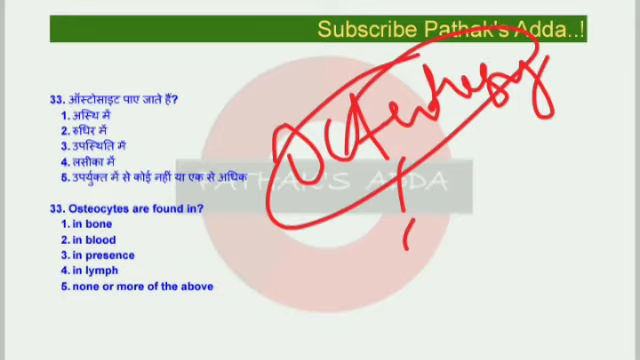 Subscribe Pathak's Adda..!
33. ऑस्टोसाइट पाए जाते हैं?
1. अस्थि में
2. रुधिर में
3. उपस्थिति में
4. लसीका में
5. उपर्युक्त में से कोई नहीं या एक से अधिक
PATHAK'S ADDA
33. Osteocytes are found in?
1. in bone
2. in blood
3. in presence
4. in lymph
5. none or more of the above